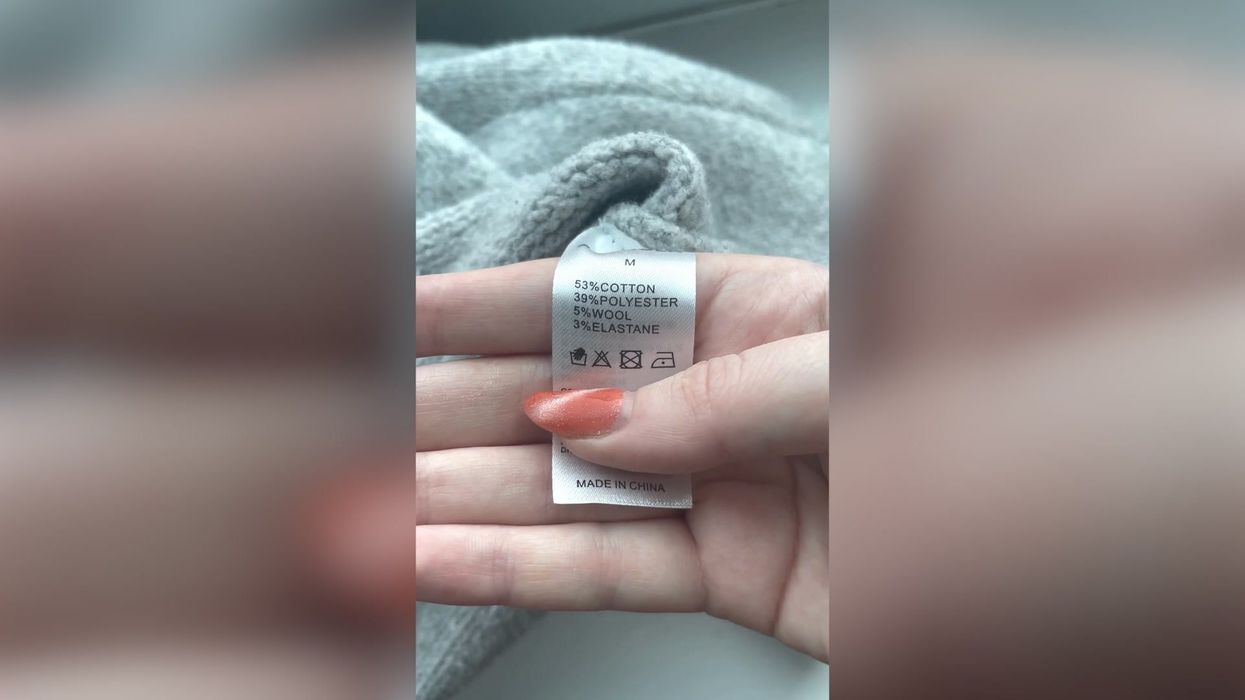 M
53%COTTON
39%POLYESTER
5%WOOL
3%ELASTANE
MADE IN CHINA